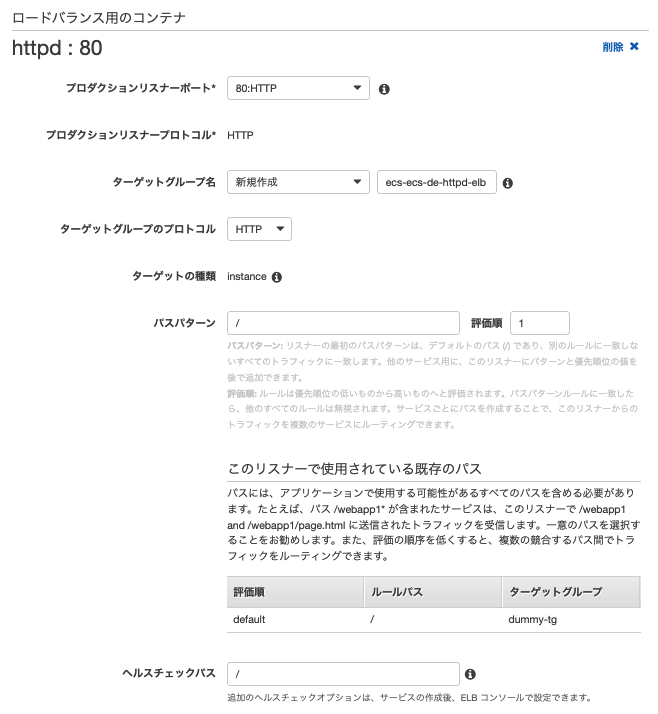 ロードバランス用のコンテナ
httpd : 80
削除 ✖
プロダクションリスナーポート*
80:HTTP
プロダクションリスナープロトコル*
HTTP
ターゲットグループ名
新規作成
ecs-ecs-de-httpd-elb
ターゲットグループのプロトコル
HTTP
ターゲットの種類
instance
パスパターン
/
評価順
1
パスパターン: リスナーの最初のパスパターンは、デフォルトのパス (/) であり、別のルールに一致しな
いすべてのトラフィックに一致します。他のサービス用に、このリスナーにパターンと優先順位の値を
後で追加できます。
評価順: ルールは優先順位の低いものから高いものへと評価されます。パスパターンルールに一致した
ら、他のすべてのルールは無視されます。サービスごとにパスを作成することで、このリスナーからの
トラフィックを複数のサービスにルーティングできます。
このリスナーで使用されている既存のパス
パスには、アプリケーションで使用する可能性があるすべてのパスを含める必要があり
ます。たとえば、パス /webapp1* が含まれたサービスは、このリスナーで /webapp1
and /webapp1/page.html に送信されたトラフィックを受信します。一意のパスを選択す
ることをお勧めします。また、評価の順序を低くすると、複数の競合するパス間でトラ
フィックをルーティングできます。
評価順
ルールパス
ターゲットグループ
default
/
dummy-tg
ヘルスチェックパス
/
追加のヘルスチェックオプションは、サービスの作成後、ELB コンソールで設定できます。